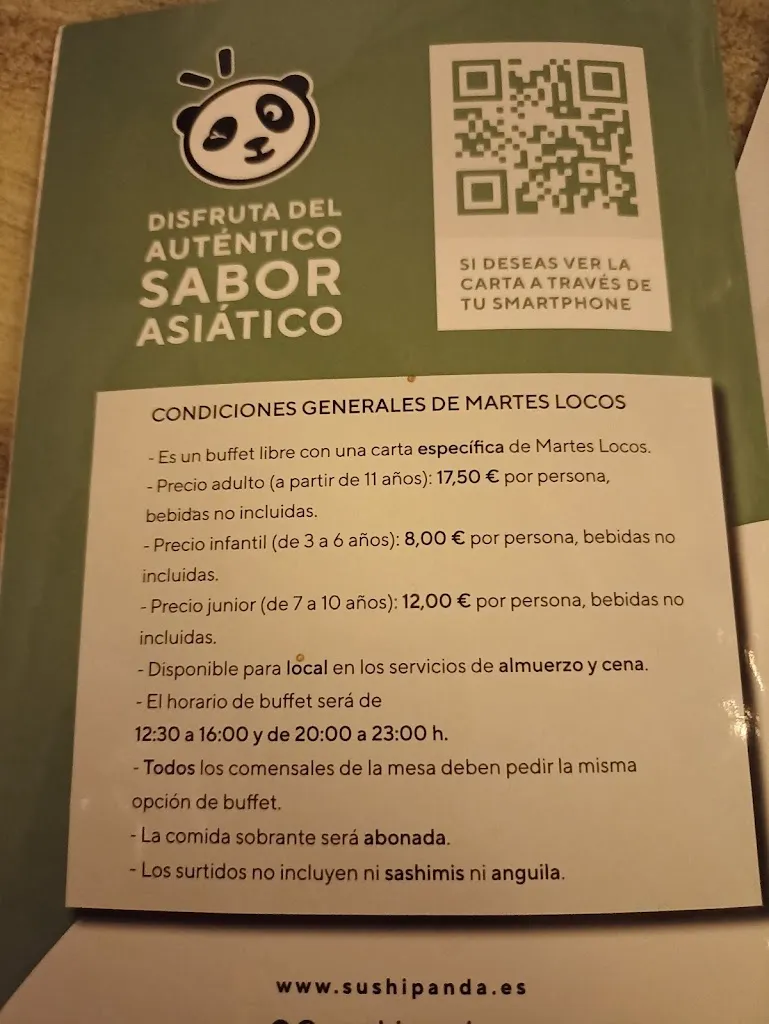 DISFRUTA DEL
AUTÉNTICO
SABOR
ASIÁTICO
SI DESEAS VER LA
CARTA A TRAVÉS DE
TU SMARTPHONE
CONDICIONES GENERALES DE MARTES LOCOS
- Es un buffet libre con una carta específica de Martes Locos.
- Precio adulto (a partir de 11 años): 17,50 € por persona,
bebidas no incluidas.
- Precio infantil (de 3 a 6 años): 8,00 € por persona, bebidas no
incluidas.
- Precio junior (de 7 a 10 años): 12,00 € por persona, bebidas no
incluidas.
- Disponible para local en los servicios de almuerzo y cena.
- El horario de buffet será de
12:30 a 16:00 y de 20:00 a 23:00 h.
- Todos los comensales de la mesa deben pedir la misma
opción de buffet.
- La comida sobrante será abonada.
- Los surtidos no incluyen ni sashimis ni anguila.
www.sushipanda.es